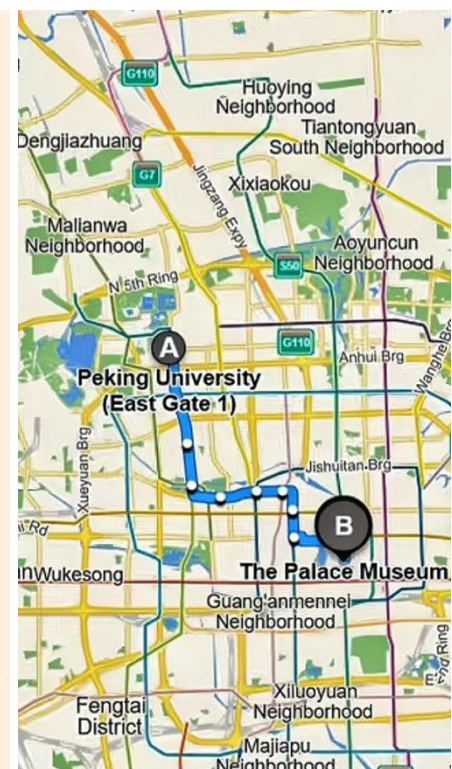 G110
Huoying
Neighborhood
Tiantongyuan
South Neighborhood
Dengjiazhuang
G7
Jingzang Expy
Xixiaokou
Malianwa
Neighborhood
Aoyuncun
Neighborhood
S50
N 5th Ring
G110
A
Anhui Brg
Wanghe Brg
Peking University
(East Gate 1)
Xueyuan Brg
Jishuitan Brg
B
Rd
Wukesong
The Palace Museum
Guang'anmennei
Neighborhood
Ring
Xiluoyuan
Neighborhood
Fengtai
District
Majiapu
Neighborhood